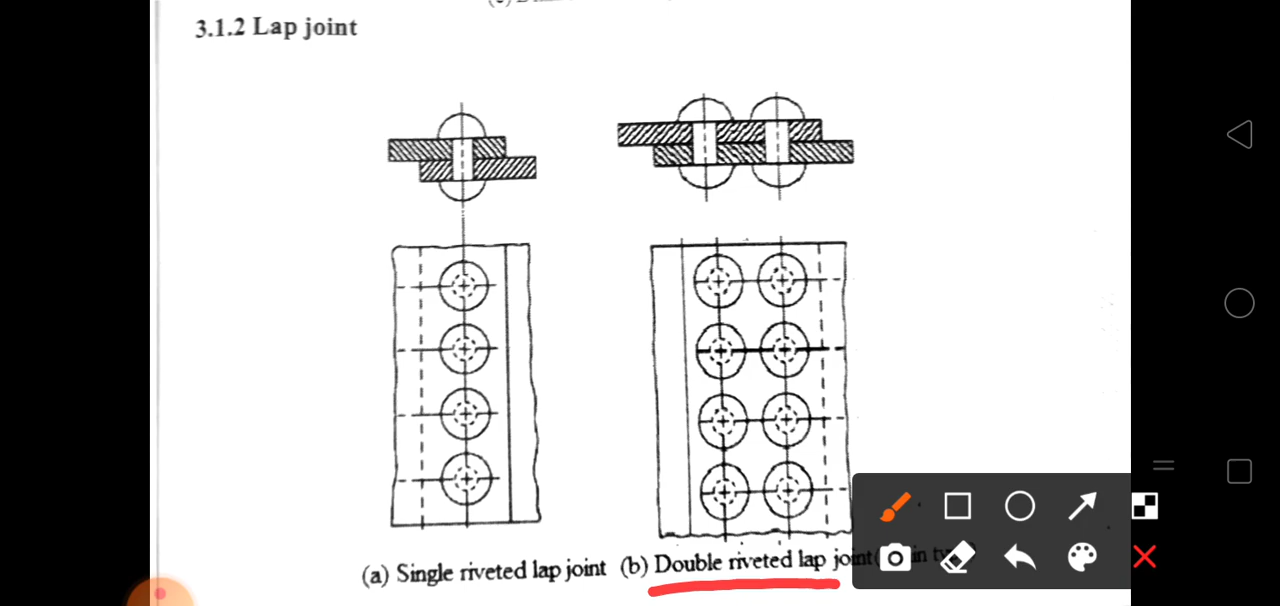 3.1.2 Lap joint
(a) Single riveted lap joint (b) Double riveted lap joint